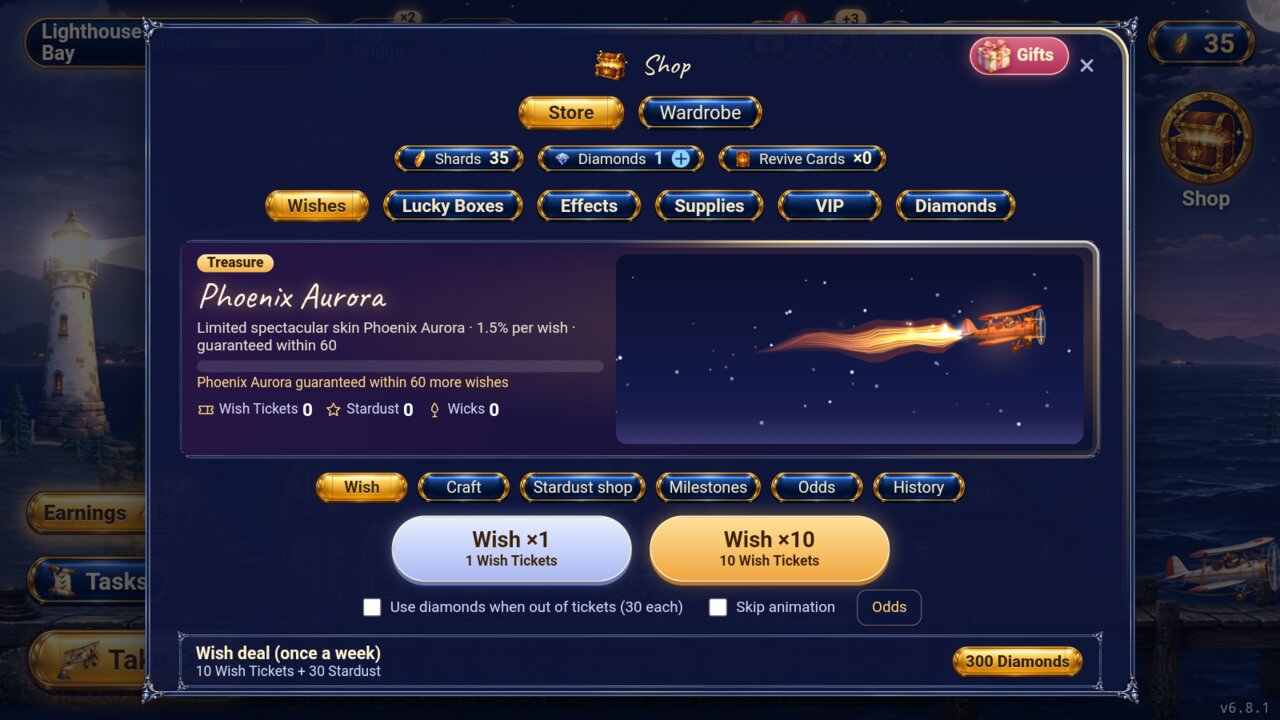 Lighthouse
Bay
×2
4
+3
35
Shop
Gifts
Store
Wardrobe
Shards 35
Diamonds 1
Revive Cards ×0
Wishes
Lucky Boxes
Effects
Supplies
VIP
Diamonds
Shop
Treasure
Phoenix Aurora
Limited spectacular skin Phoenix Aurora · 1.5% per wish ·
guaranteed within 60
Phoenix Aurora guaranteed within 60 more wishes
Wish Tickets 0
Stardust 0
Wicks 0
Wish
Craft
Stardust shop
Milestones
Odds
History
Earnings
Tasks
Wish ×1
1 Wish Tickets
Wish ×10
10 Wish Tickets
Use diamonds when out of tickets (30 each)
Skip animation
Odds
Wish deal (once a week)
10 Wish Tickets + 30 Stardust
300 Diamonds
v6.8.1